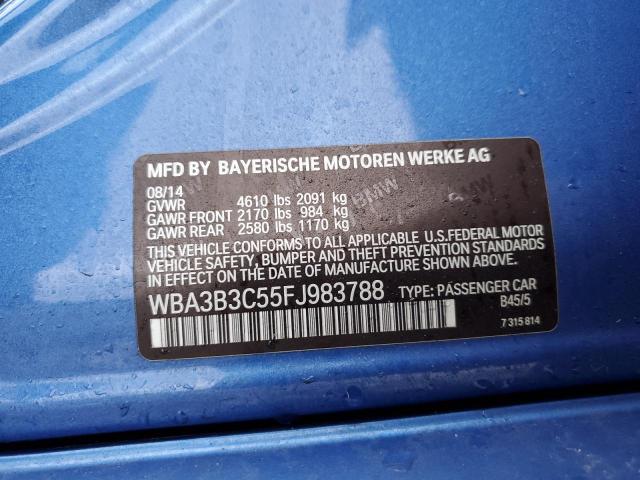 MFD BY BAYERISCHE MOTOREN WERKE AG
08/14
GVWR 4610 lbs 2091 kg
GAWR FRONT 2170 lbs 984 kg
GAWR REAR 2580 lbs 1170 kg
THIS VEHICLE CONFORMS TO ALL APPLICABLE U.S.FEDERAL MOTOR
VEHICLE SAFETY, BUMPER, AND THEFT PREVENTION STANDARDS
IN EFFECT ON THE DATE OF MANUFACTURE SHOWN ABOVE.
WBA3B3C55FJ983788 TYPE: PASSENGER CAR
B45/5
7 315 814